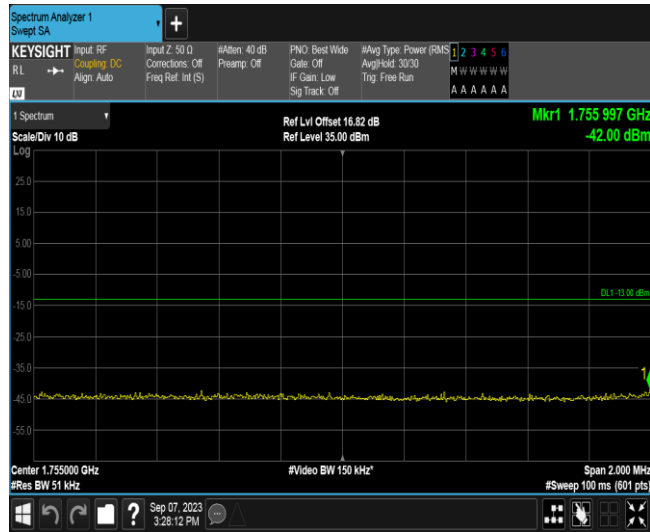 Spectrum Analyzer 1
Swept SA
KEYSIGHT
RL
LXI
Input: RF
Coupling: DC
Align: Auto
Input Z: 50 Ω
Corrections: Off
Freq Ref: Int (S)
#Atten: 40 dB
Preamp: Off
PNO: Best Wide
Gate: Off
IF Gain: Low
Sig Track: Off
#Avg Type: Power (RMS
Avg|Hold: 30/30
Trig: Free Run
1 2 3 4 5 6
M W W W W W
A A A A A A
1 Spectrum
Scale/Div 10 dB
Log
Ref Lvl Offset 16.82 dB
Ref Level 35.00 dBm
Mkr1 1.755 997 GHz
-42.00 dBm
25.0
15.0
5.00
-5.00
DL1 -13.00 dBm
-15.0
-25.0
-35.0
1
-45.0
-55.0
Center 1.755000 GHz
#Res BW 51 kHz
#Video BW 150 kHz*
Span 2.000 MHz
#Sweep 100 ms (601 pts)
?
Sep 07, 2023
3:28:12 PM